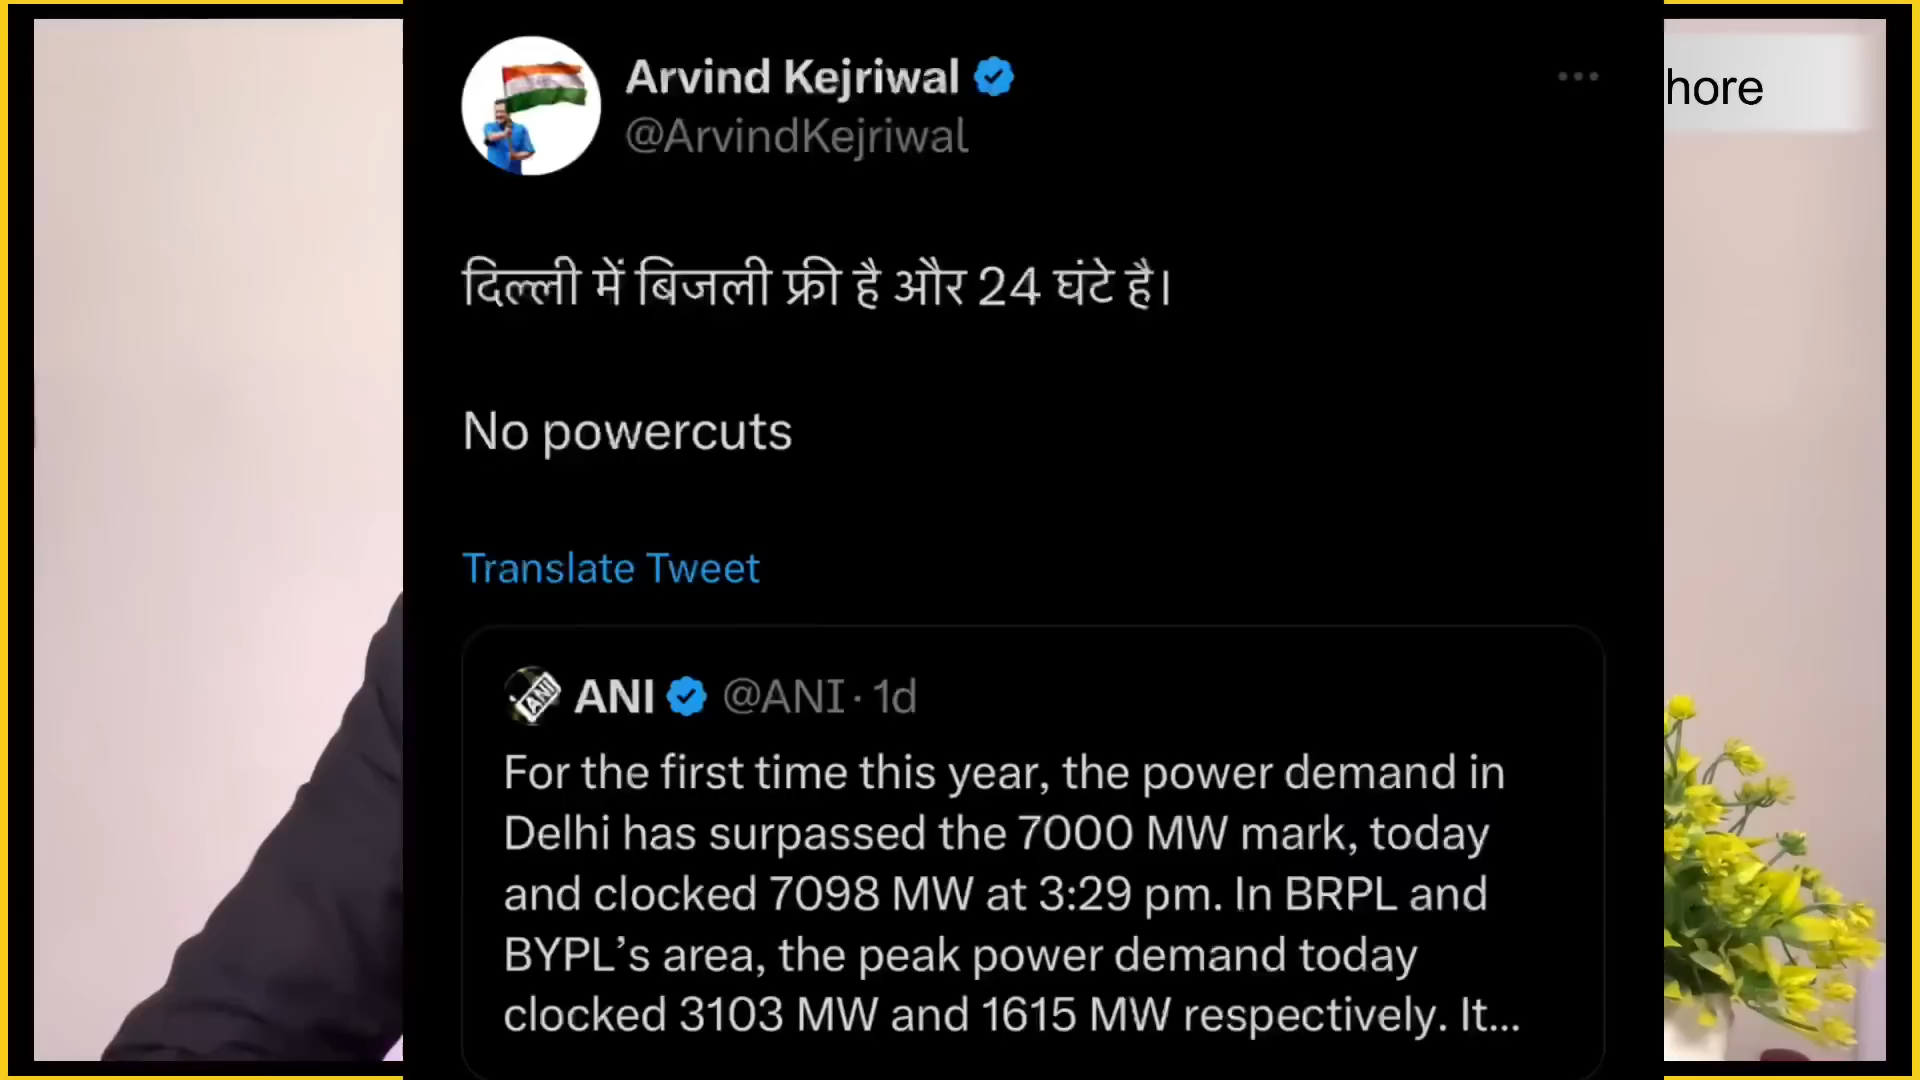 Arvind Kejriwal
@ArvindKejriwal
hore
दिल्ली में बिजली फ्री है और 24 घंटे है।
No powercuts
Translate Tweet
ANI @ANI · 1d
For the first time this year, the power demand in
Delhi has surpassed the 7000 MW mark, today
and clocked 7098 MW at 3:29 pm. In BRPL and
BYPL’s area, the peak power demand today
clocked 3103 MW and 1615 MW respectively. It...